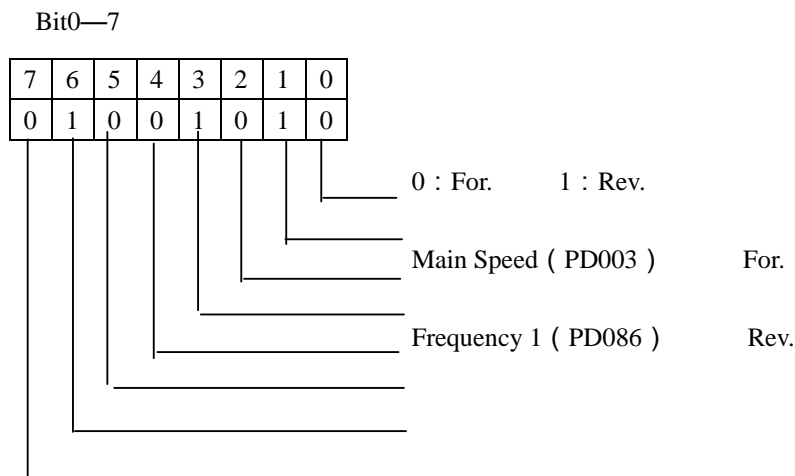 Bit0—7
7 6 5 4 3 2 1 0
0 1 0 0 1 0 1 0
0：For. 1：Rev.
Main Speed（PD003） For.
Frequency 1（PD086） Rev.